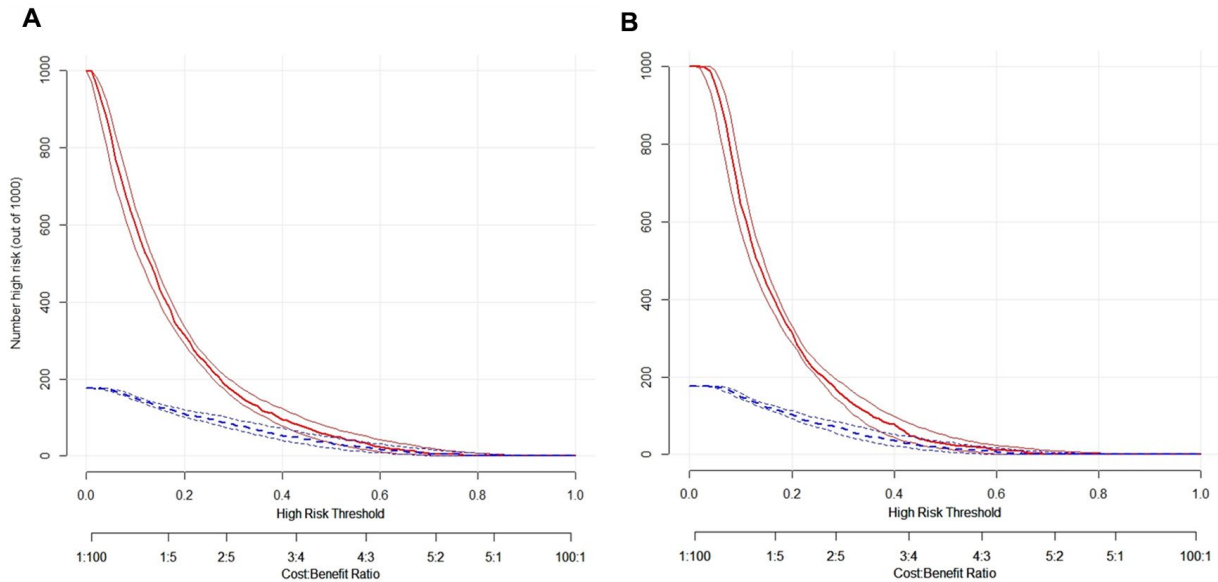 A
Number high risk (out of 1000)
1000
800
600
400
200
0
0.0 0.2 0.4 0.6 0.8 1.0
High Risk Threshold
1:100 1:5 2:5 3:4 4:3 5:2 5:1 100:1
Cost:Benefit Ratio
B
1000
800
600
400
200
0
0.0 0.2 0.4 0.6 0.8 1.0
High Risk Threshold
1:100 1:5 2:5 3:4 4:3 5:2 5:1 100:1
Cost:Benefit Ratio